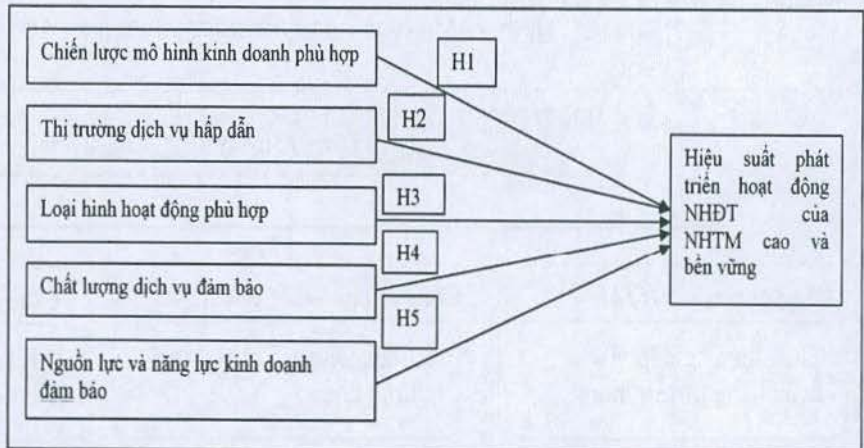 Chiến lược mô hình kinh doanh phù hợp
H1
Thị trường dịch vụ hấp dẫn
H2
Loại hình hoạt động phù hợp
H3
Chất lượng dịch vụ đảm bảo
H4
Nguồn lực và năng lực kinh doanh
đảm bảo
H5
Hiệu suất phát
triển hoạt động
NHĐT của
NHTM cao và
bền vững